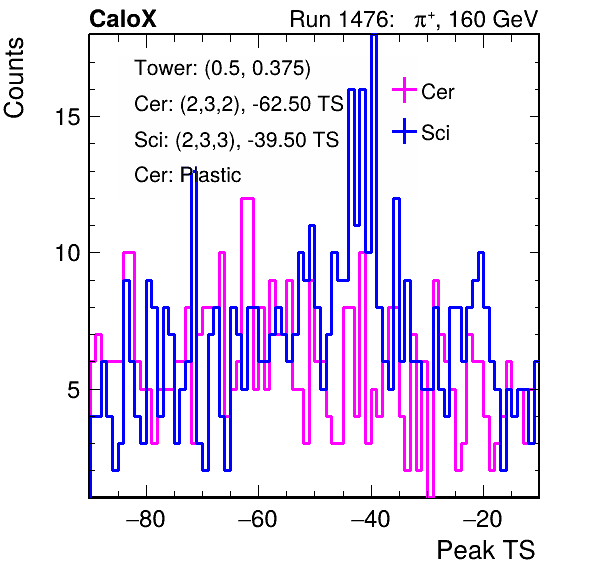 CaloX Run 1476: π⁺, 160 GeV
Counts
Tower: (0.5, 0.375)
Cer: (2,3,2), -62.50 TS
Sci: (2,3,3), -39.50 TS
Cer: Plastic
Cer
Sci
15
10
5
−80 −60 −40 −20
Peak TS